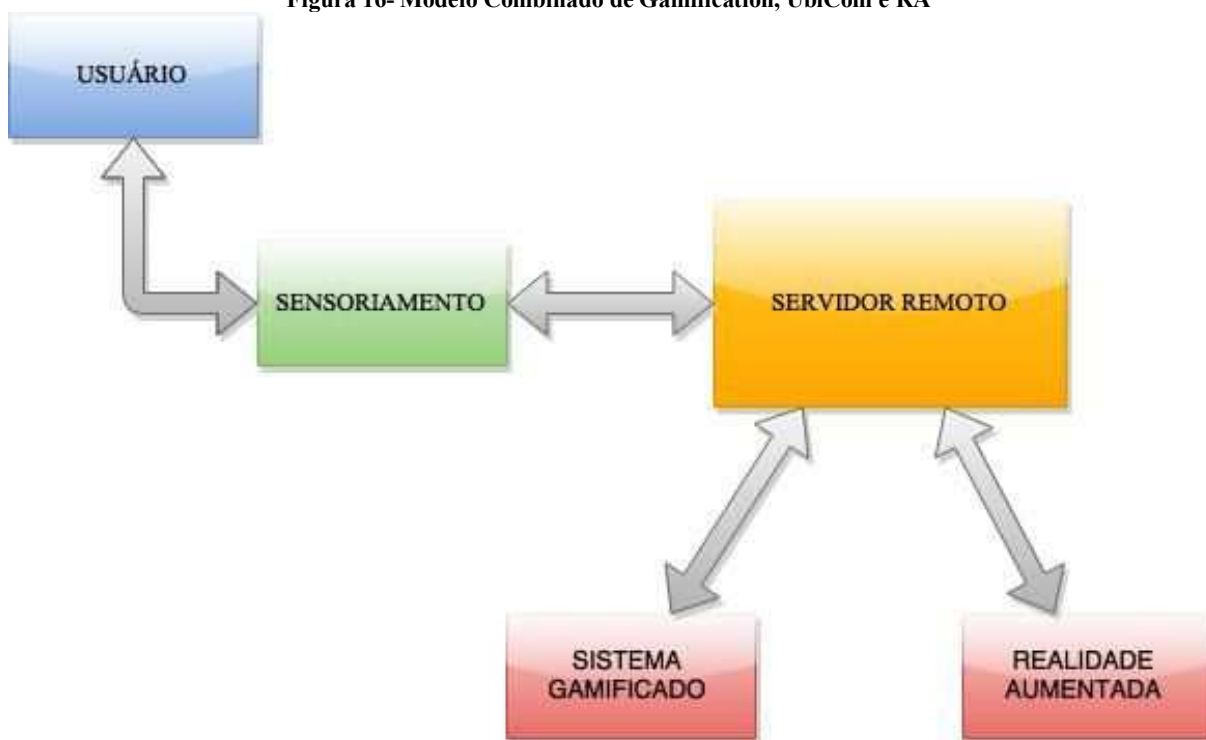 Figura 16- Modelo Combinado de Gamification, UbiCom e RA
USUÁRIO
SENSORIAMENTO
SERVIDOR REMOTO
SISTEMA
GAMIFICADO
REALIDADE
AUMENTADA